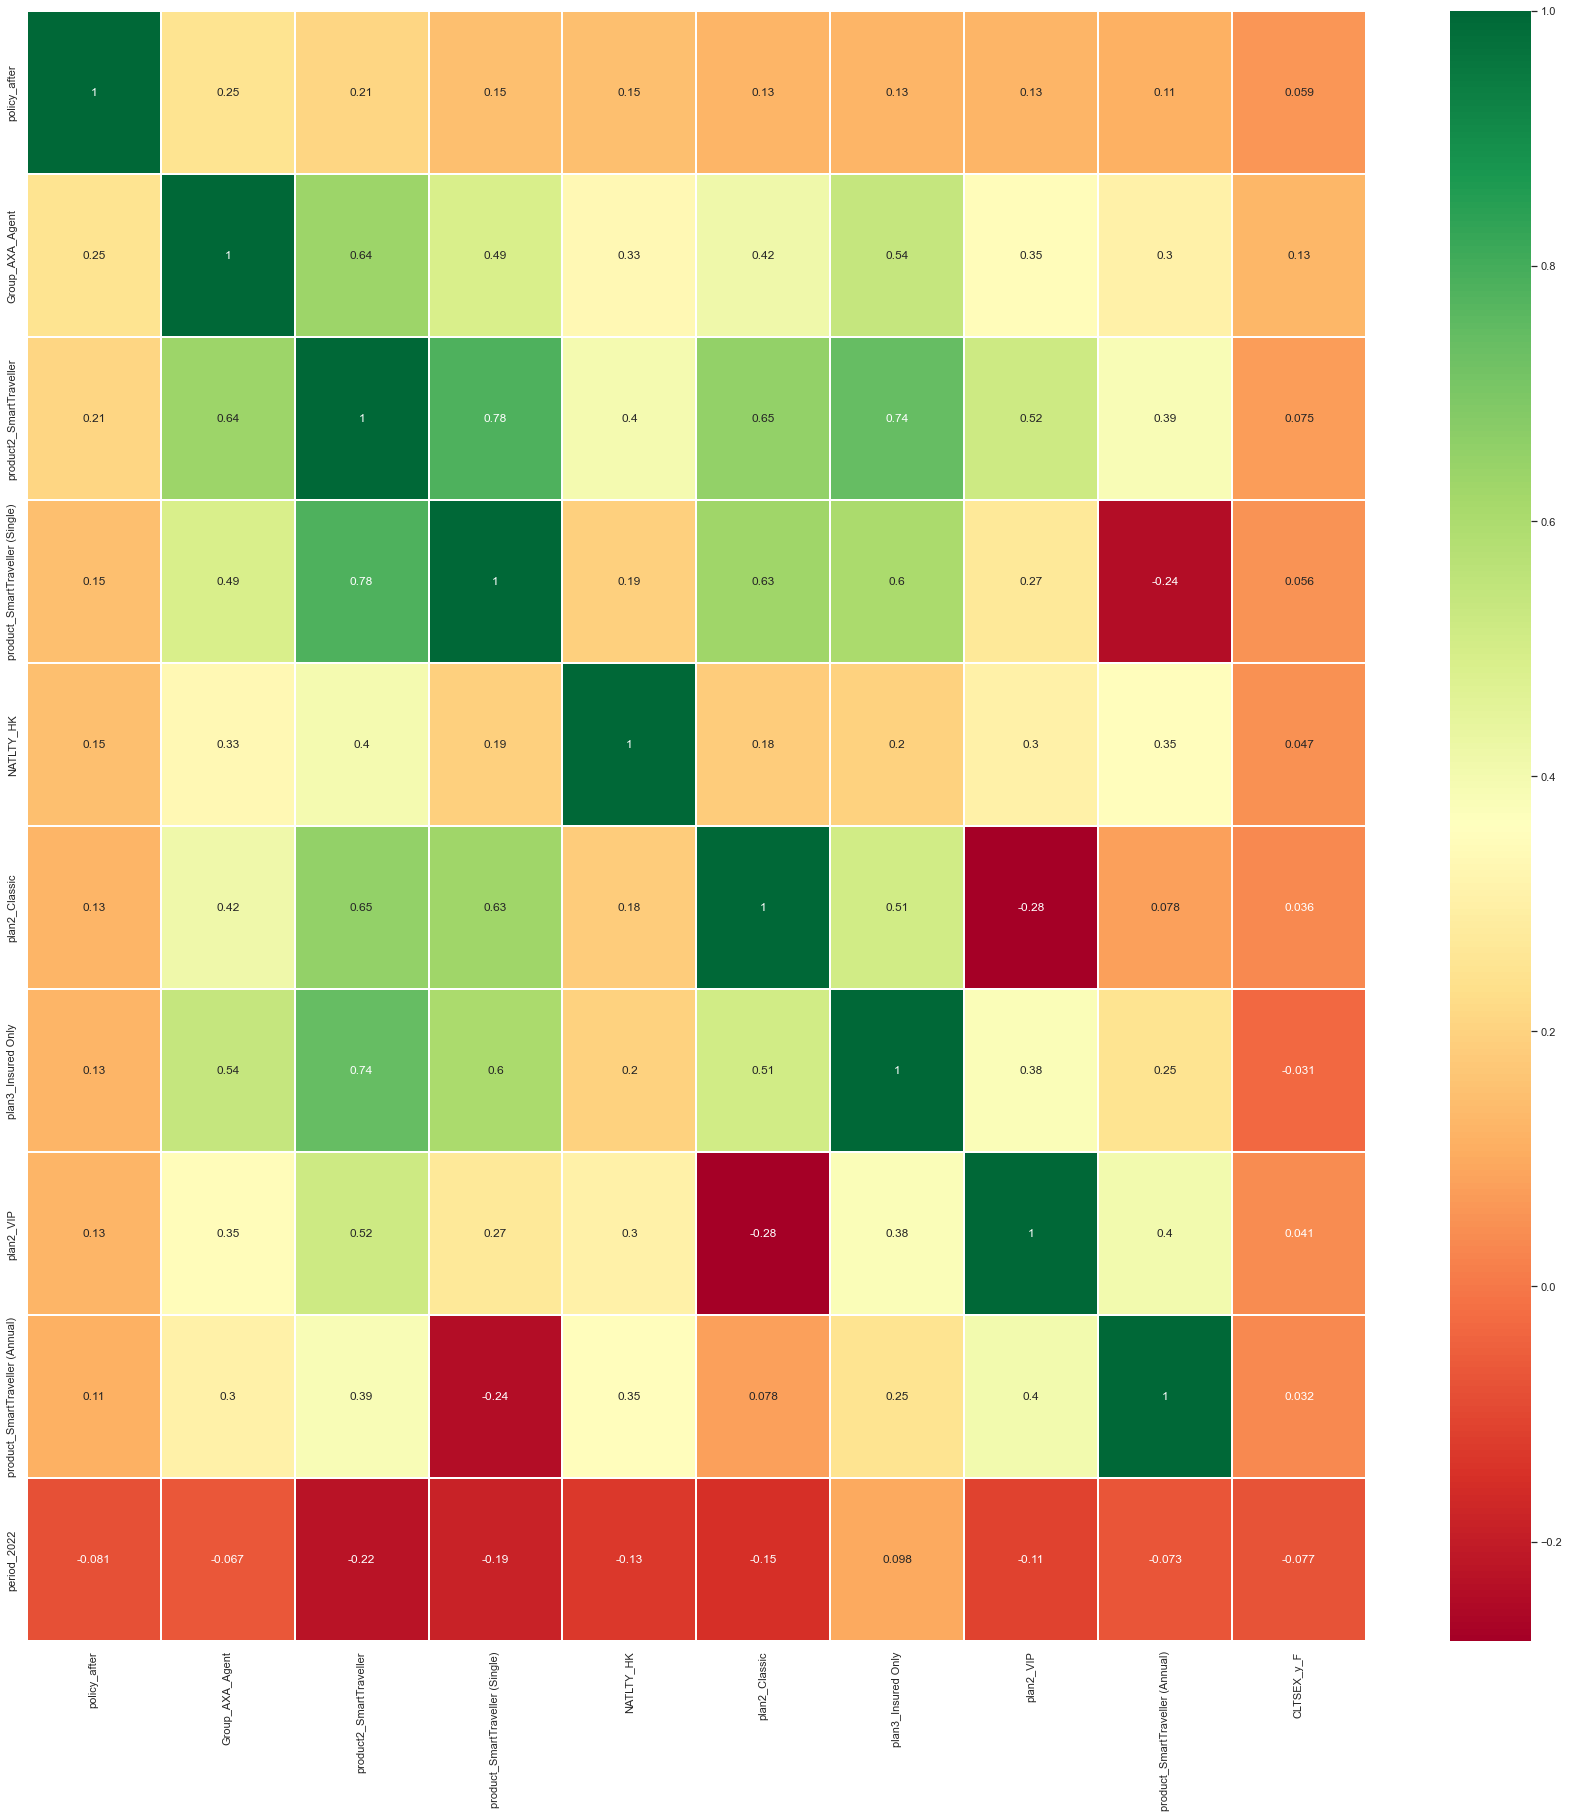 policy_after 1 0.25 0.21 0.15 0.15 0.13 0.13 0.13 0.11 0.059
Group_AXA_Agent 0.25 1 0.64 0.49 0.33 0.42 0.54 0.35 0.3 0.13
product2_SmartTraveller 0.21 0.64 1 0.78 0.4 0.65 0.74 0.52 0.39 0.075
product_SmartTraveller (Single) 0.15 0.49 0.78 1 0.19 0.63 0.6 0.27 -0.24 0.056
NATLTY_HK 0.15 0.33 0.4 0.19 1 0.18 0.2 0.3 0.35 0.047
plan2_Classic 0.13 0.42 0.65 0.63 0.18 1 0.51 -0.28 0.078 0.036
plan3_Insured Only 0.13 0.54 0.74 0.6 0.2 0.51 1 0.38 0.25 -0.031
plan2_VIP 0.13 0.35 0.52 0.27 0.3 -0.28 0.38 1 0.4 0.041
product_SmartTraveller (Annual) 0.11 0.3 0.39 -0.24 0.35 0.078 0.25 0.4 1 0.032
period_2022 -0.081 -0.067 -0.22 -0.19 -0.13 -0.15 0.098 -0.11 -0.073 -0.077
policy_after
Group_AXA_Agent
product2_SmartTraveller
product_SmartTraveller (Single)
NATLTY_HK
plan2_Classic
plan3_Insured Only
plan2_VIP
product_SmartTraveller (Annual)
CLTSEX_y_F
1.0
0.8
0.6
0.4
0.2
0.0
−0.2